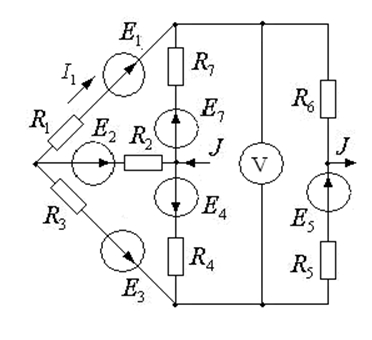 E₁
R₇
I₁
R₆
R₁
E₂
R₂
E₇
J
V
J
R₃
E₄
E₅
E₃
R₄
R₅